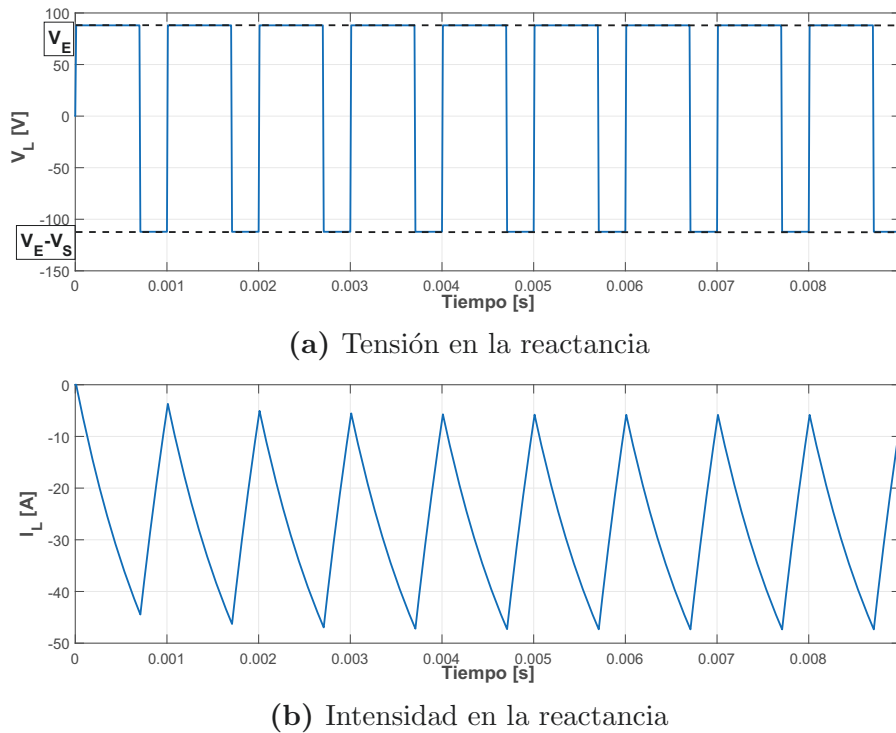 100
V_E
50
0
-50
-100
V_E-V_S
-150
V_L [V]
0 0.001 0.002 0.003 0.004 0.005 0.006 0.007 0.008
Tiempo [s]
(a) Tensión en la reactancia
0
-10
-20
-30
-40
-50
I_L [A]
0 0.001 0.002 0.003 0.004 0.005 0.006 0.007 0.008
Tiempo [s]
(b) Intensidad en la reactancia